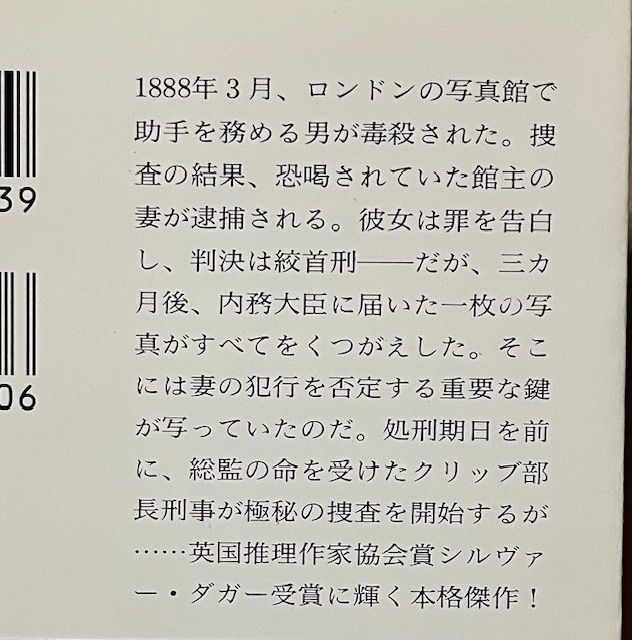 1888年3月、ロンドンの写真館で
助手を務める男が毒殺された。捜
査の結果、恐喝されていた館主の
妻が逮捕される。彼女は罪を告白
し、判決は絞首刑――だが、三カ
月後、内務大臣に届いた一枚の写
真がすべてをくつがえした。そこ
には妻の犯行を否定する重要な鍵
が写っていたのだ。処刑期日を前
に、総監の命を受けたクリッブ部
長刑事が極秘の捜査を開始するが
……英国推理作家協会賞シルヴァ
ー・ダガー受賞に輝く本格傑作！
39
06